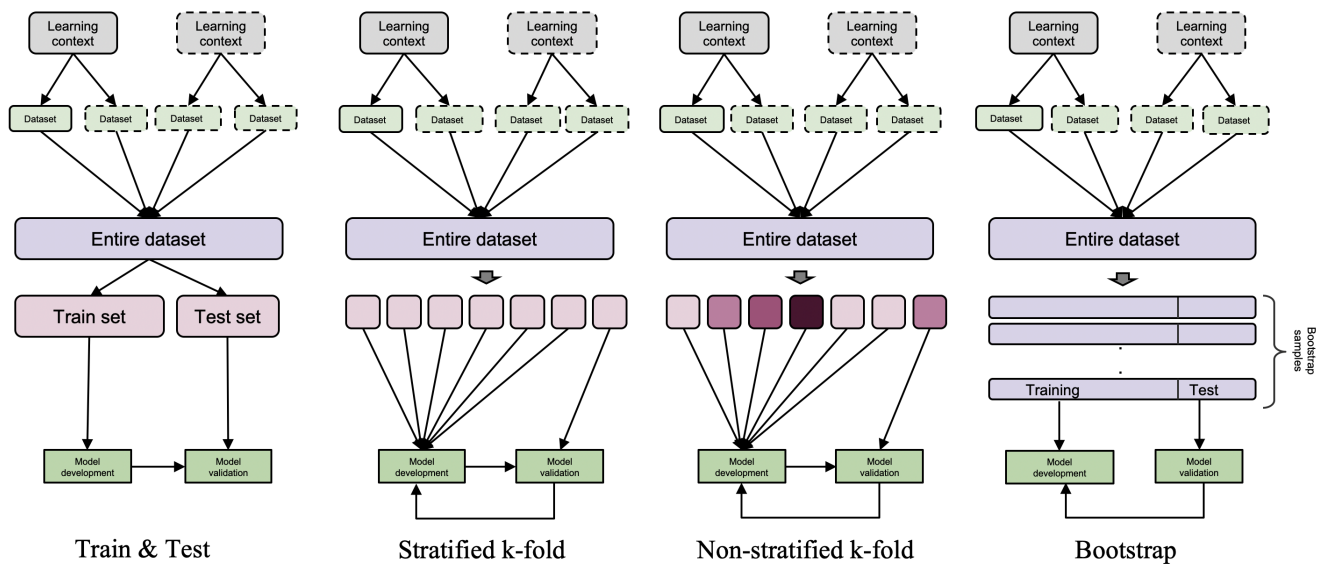 Learning
context
Learning
context
Dataset
Dataset
Dataset
Dataset
Entire dataset
Train set
Test set
Model
development
Model
validation
Train & Test
Learning
context
Learning
context
Dataset
Dataset
Dataset
Dataset
Entire dataset
Model
development
Model
validation
Stratified k-fold
Learning
context
Learning
context
Dataset
Dataset
Dataset
Dataset
Entire dataset
Model
development
Model
validation
Non-stratified k-fold
Learning
context
Learning
context
Dataset
Dataset
Dataset
Dataset
Entire dataset
Bootstrap
samples
Training
Test
Model
development
Model
validation
Bootstrap